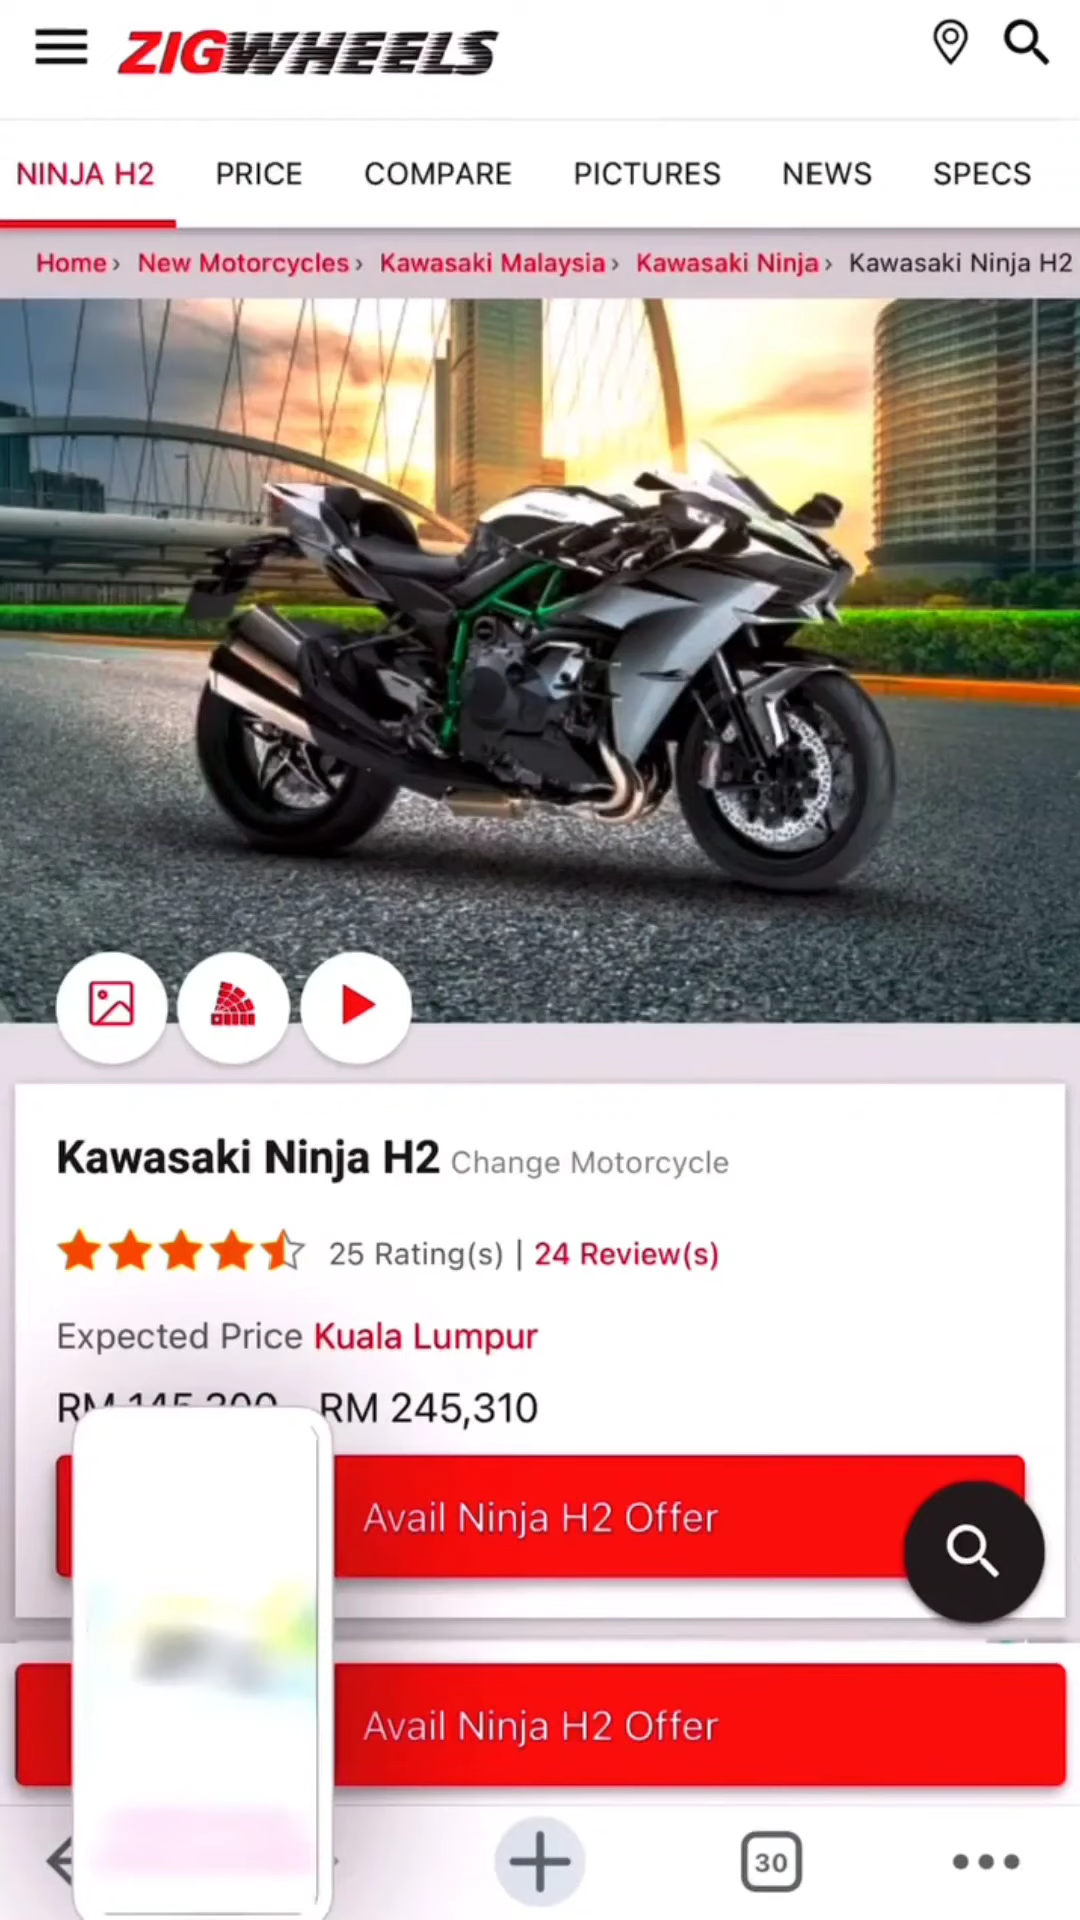 ZIGWHEELS
NINJA H2 PRICE COMPARE PICTURES NEWS SPECS
Home › New Motorcycles › Kawasaki Malaysia › Kawasaki Ninja › Kawasaki Ninja H2
Kawasaki Ninja H2 Change Motorcycle
25 Rating(s) | 24 Review(s)
Expected Price Kuala Lumpur
RM RM 245,310
Avail Ninja H2 Offer
Avail Ninja H2 Offer
30